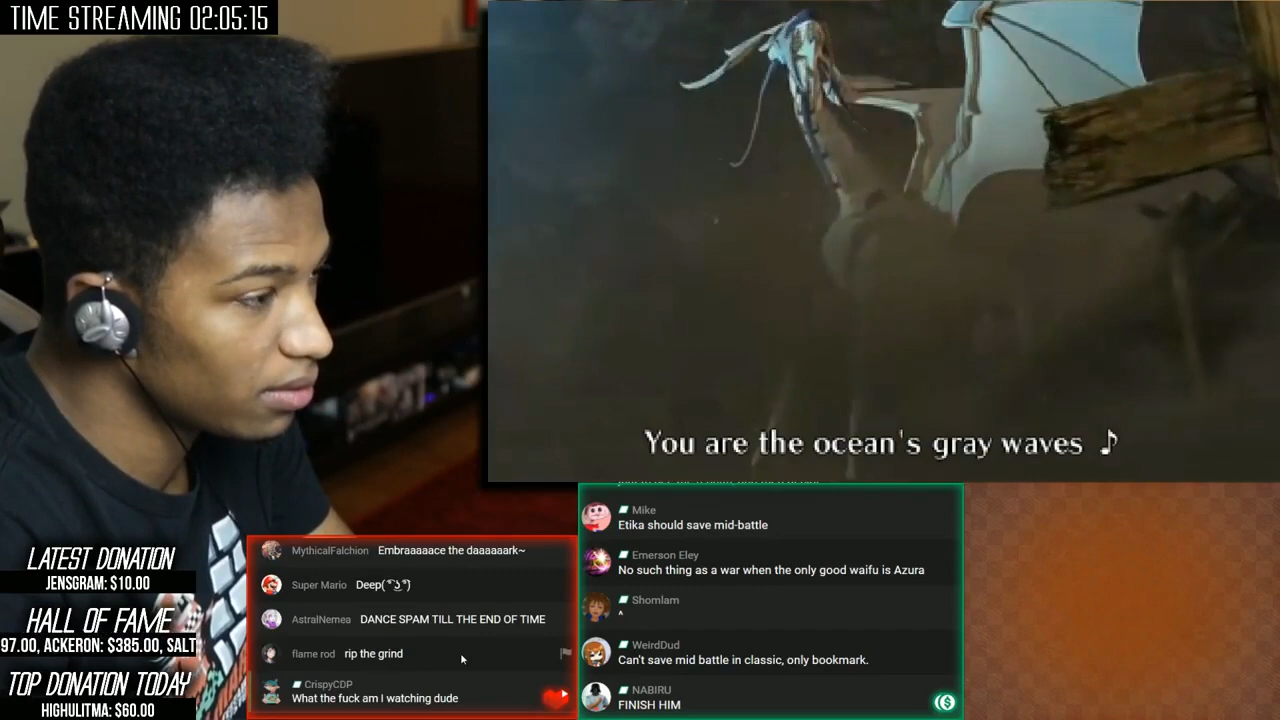 TIME STREAMING 02:05:15
You are the ocean's gray waves ♪
LATEST DONATION
JENSGRAM: $10.00
HALL OF FAME
97.00, ACKERON: $385.00, SALT
TOP DONATION TODAY
HIGHULITMA: $60.00
MythicalFalchion Embraaaaace the daaaaaark~
Super Mario Deep( ͡° ͜ʖ ͡°)
AstralNemea DANCE SPAM TILL THE END OF TIME
flame rod rip the grind
CrispyCDP
What the fuck am I watching dude
Mike
Etika should save mid-battle
Emerson Eley
No such thing as a war when the only good waifu is Azura
Shomlam
^
WeirdDud
Can't save mid battle in classic, only bookmark.
NABIRU
FINISH HIM